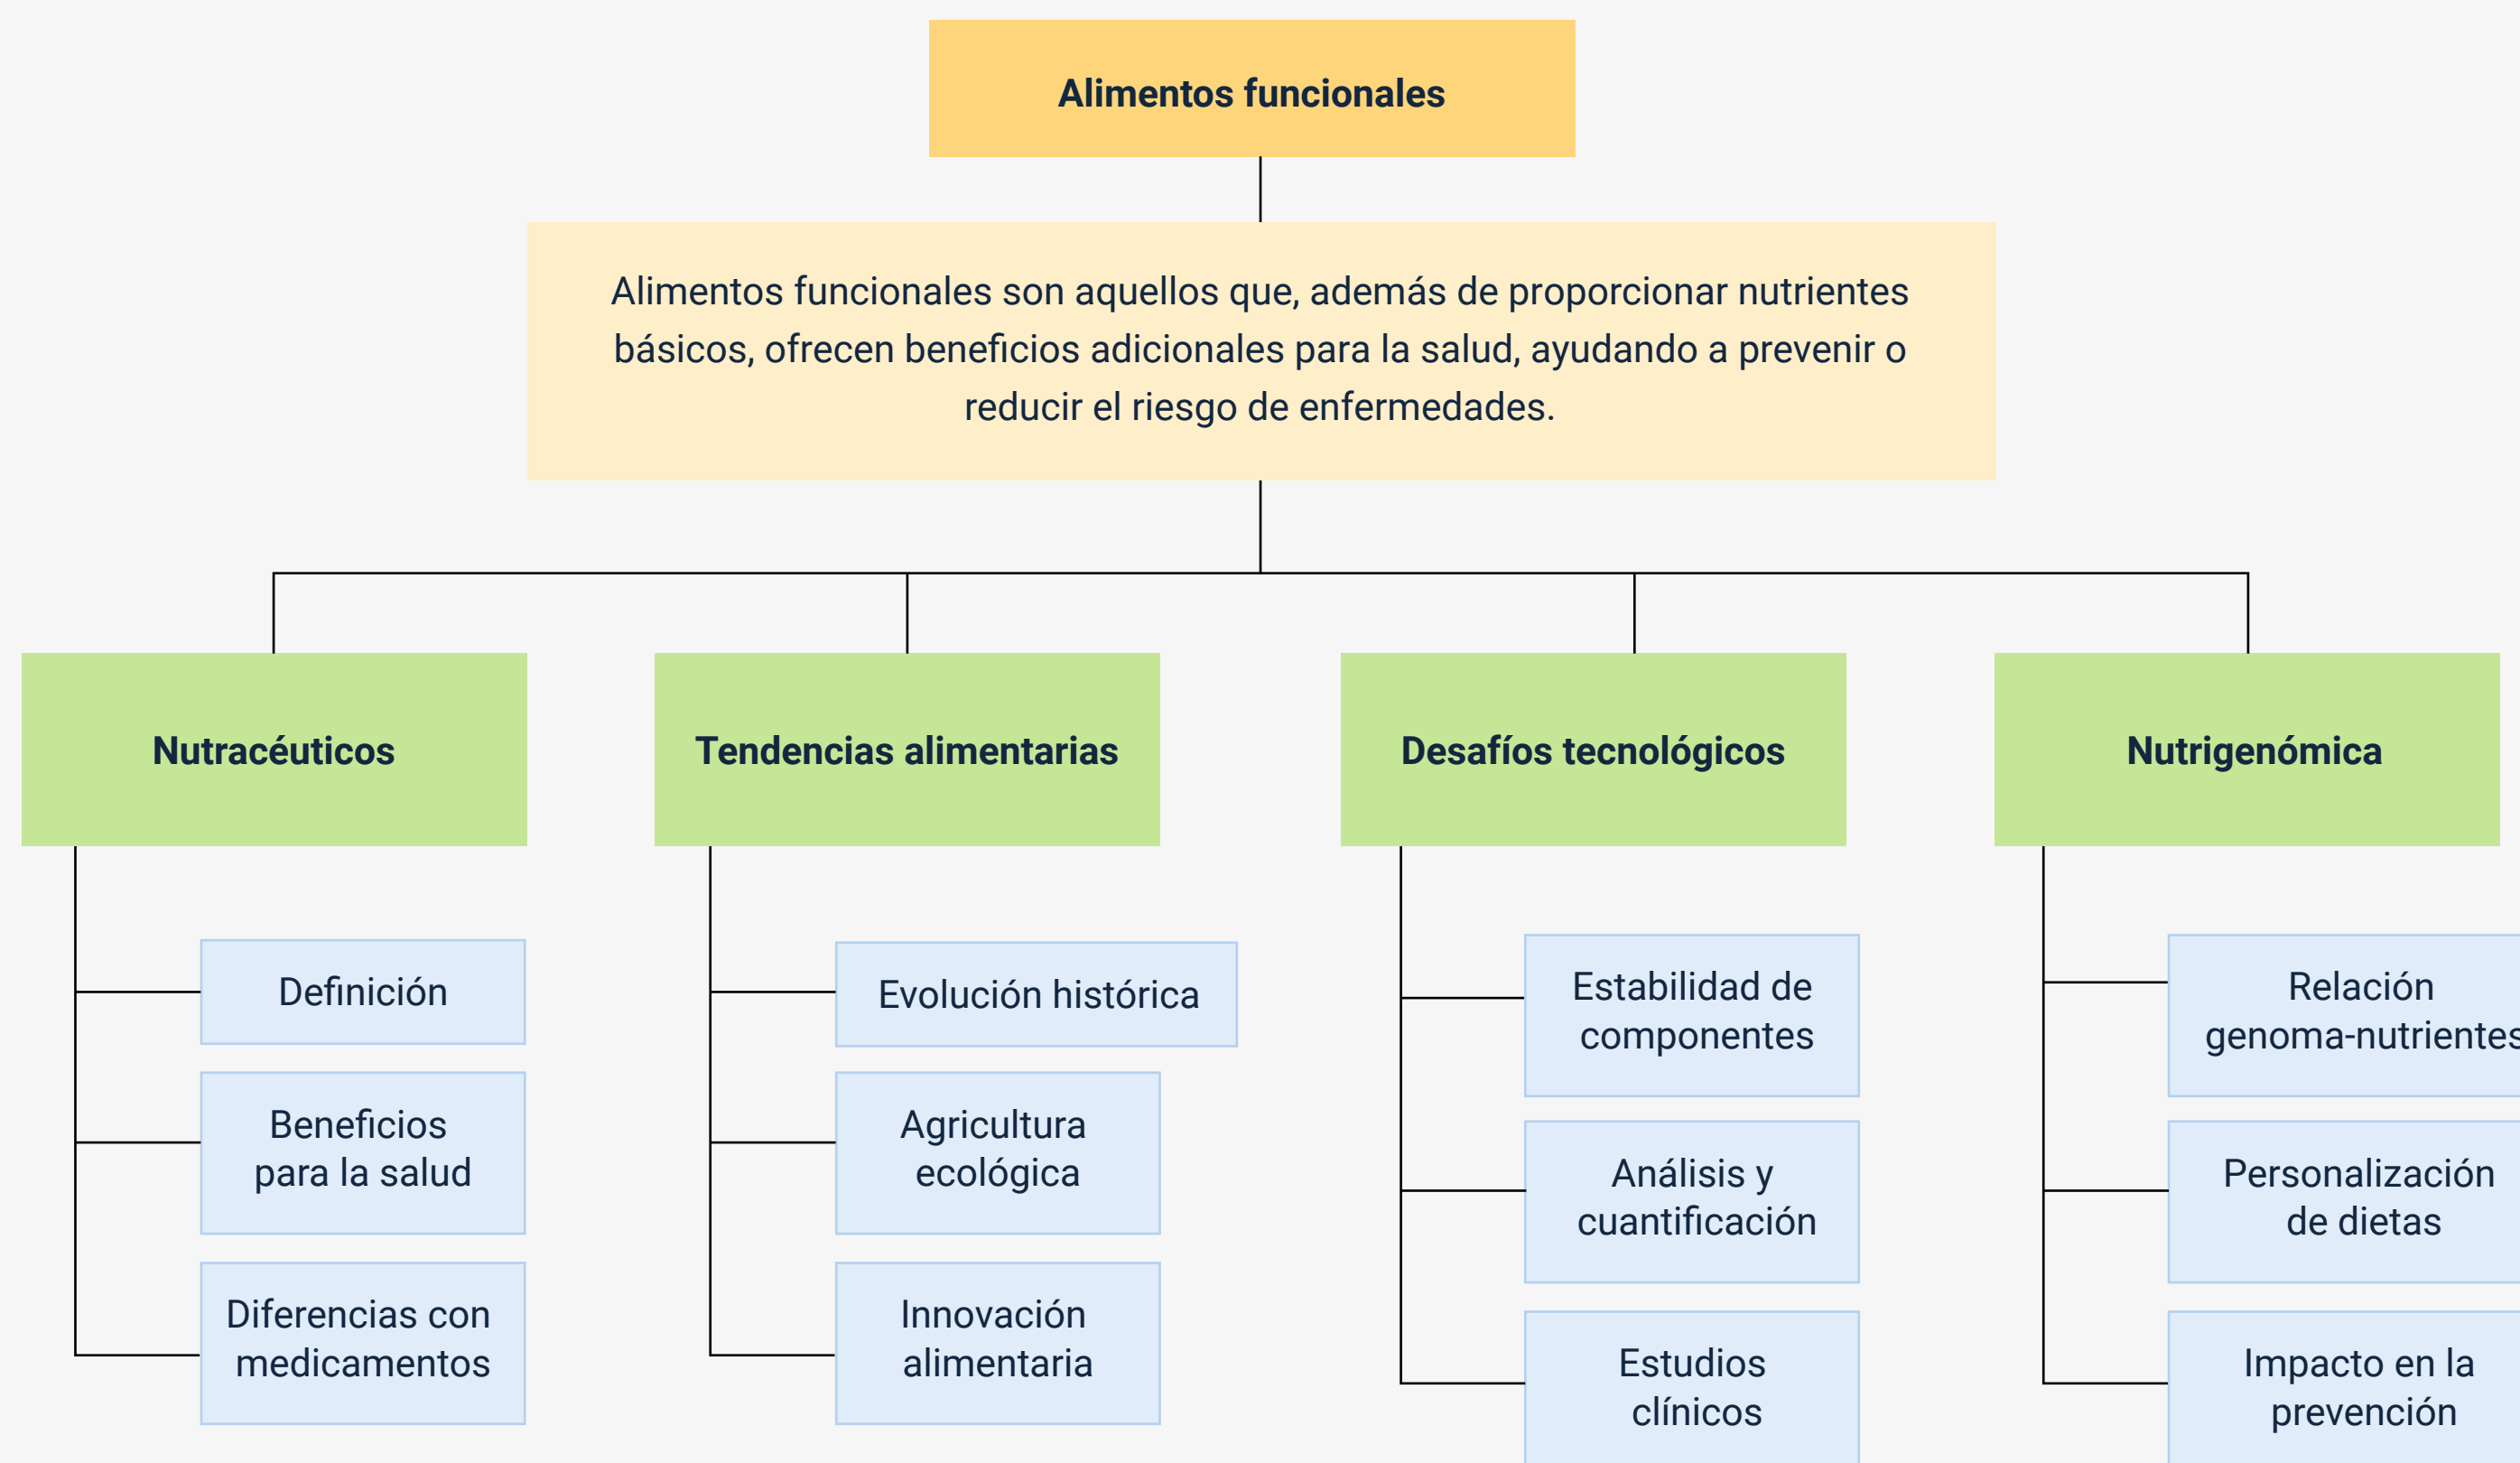 Alimentos funcionales
Alimentos funcionales son aquellos que, además de proporcionar nutrientes
básicos, ofrecen beneficios adicionales para la salud, ayudando a prevenir o
reducir el riesgo de enfermedades.
Nutracéuticos
Definición
Beneficios
para la salud
Diferencias con
medicamentos
Tendencias alimentarias
Evolución histórica
Agricultura
ecológica
Innovación
alimentaria
Desafíos tecnológicos
Estabilidad de
componentes
Análisis y
cuantificación
Estudios
clínicos
Nutrigenómica
Relación
genoma-nutrientes
Personalización
de dietas
Impacto en la
prevención